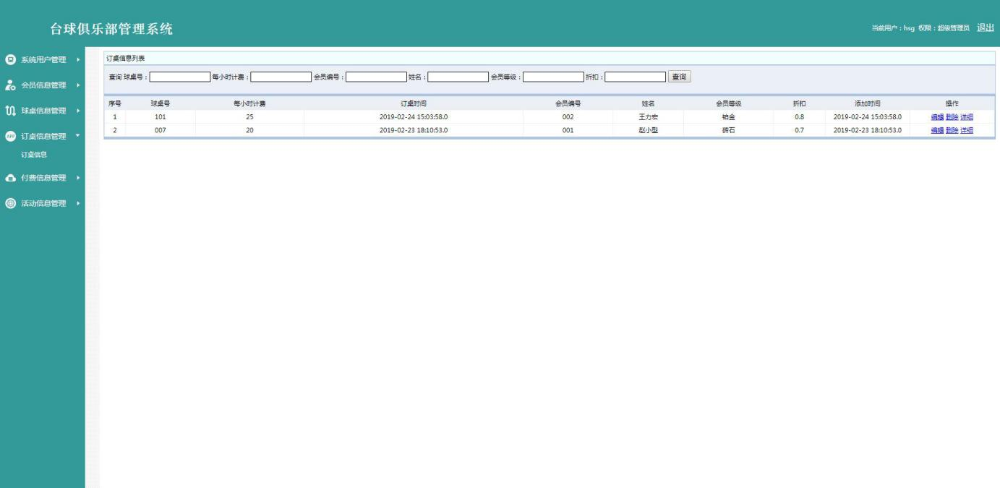 台球俱乐部管理系统
当前用户：hsg 权限：超级管理员 退出
系统用户管理
会员信息管理
球桌信息管理
APP 订桌信息管理
订桌信息
付费信息管理
活动信息管理
订桌信息列表
查询 球桌号： 每小时计费： 会员编号： 姓名： 会员等级： 折扣： 查询
序号 球桌号 每小时计费 订桌时间 会员编号 姓名 会员等级 折扣 添加时间 操作
1 101 25 2019-02-24 15:03:58.0 002 王力宏 铂金 0.8 2019-02-24 15:03:58.0 编辑 删除 详细
2 007 20 2019-02-23 18:10:53.0 001 赵小型 砖石 0.7 2019-02-23 18:10:53.0 编辑 删除 详细